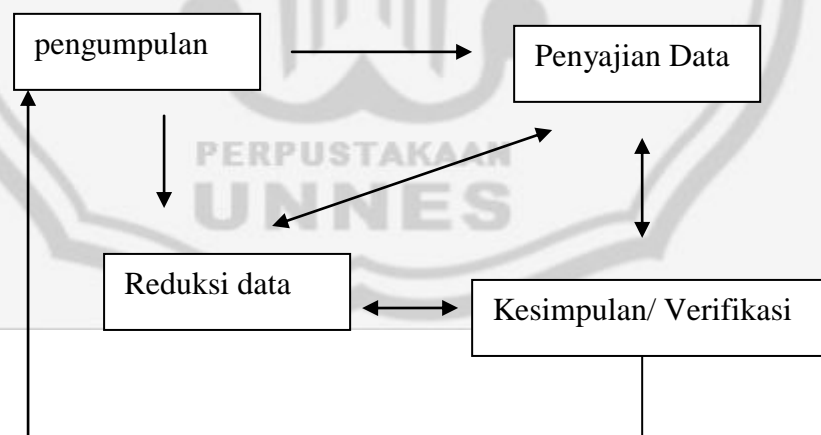 pengumpulan
Penyajian Data
PERPUSTAKAAN
UNNES
Reduksi data
Kesimpulan/ Verifikasi